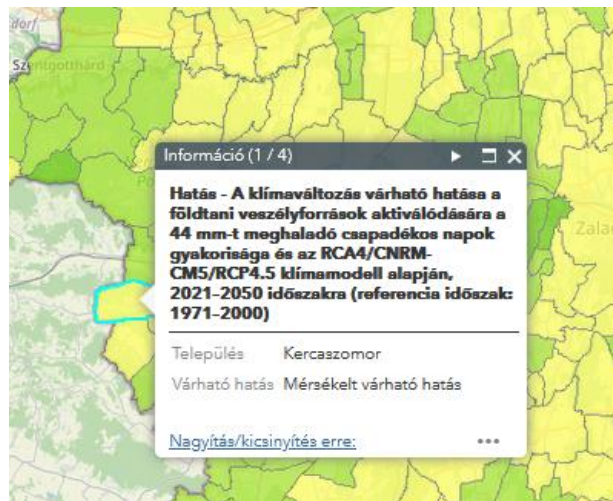 dorf
Szentgotthárd
Információ (1 / 4)
Hatás - A klímaváltozás várható hatása a
földtani veszélyforrások aktiválódására a
44 mm-t meghaladó csapadékos napok
gyakorisága és az RCA4/CNRM-
CM5/RCP4.5 klímamodell alapján,
2021–2050 időszakra (referencia időszak:
1971–2000)
Település Kercaszomor
Várható hatás Mérsékelt várható hatás
Nagyítás/kicsinyítés erre:
Zala